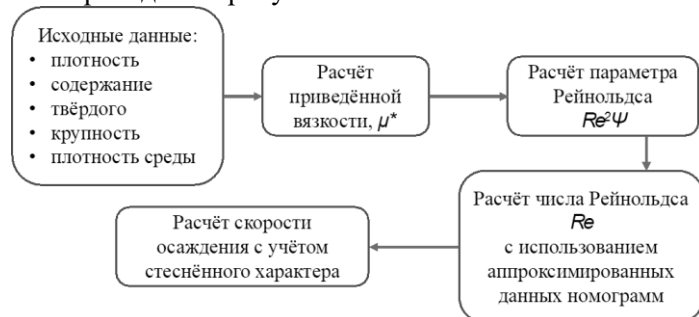 Исходные данные:
• плотность
• содержание
• твёрдого
• крупность
• плотность среды
Расчёт
приведённой
вязкости, μ*
Расчёт параметра
Рейнольдса
Re²Ψ
Расчёт числа Рейнольдса
Re
с использованием
аппроксимированных
данных номограмм
Расчёт скорости
осаждения с учётом
стеснённого характера